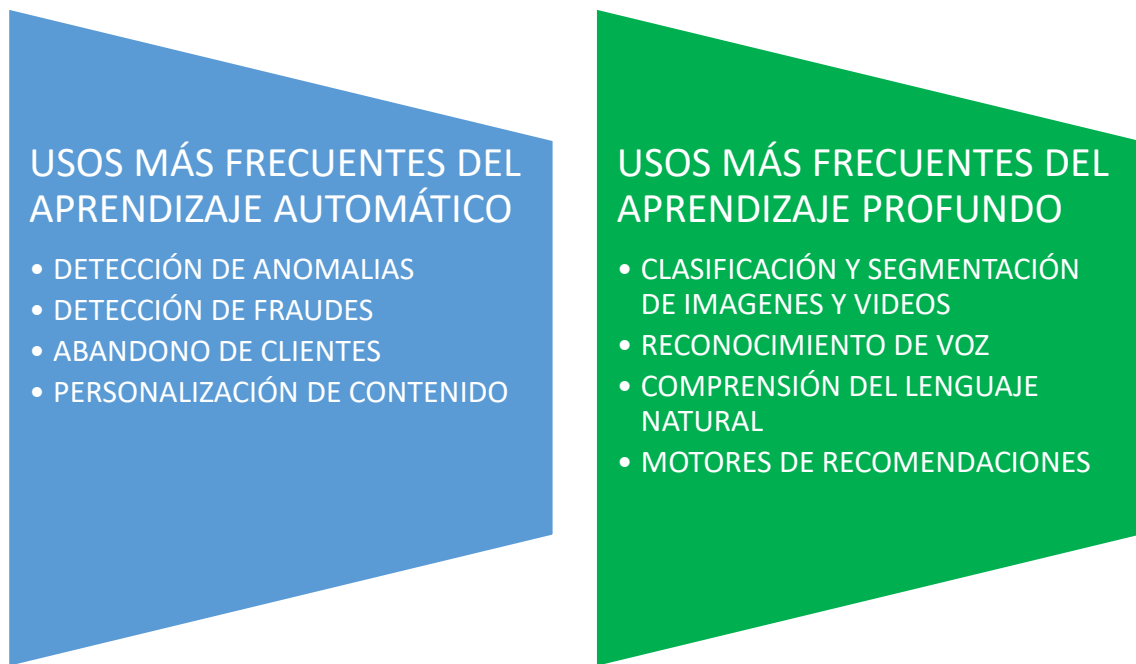 USOS MÁS FRECUENTES DEL
APRENDIZAJE AUTOMÁTICO
• DETECCIÓN DE ANOMALIAS
• DETECCIÓN DE FRAUDES
• ABANDONO DE CLIENTES
• PERSONALIZACIÓN DE CONTENIDO
USOS MÁS FRECUENTES DEL
APRENDIZAJE PROFUNDO
• CLASIFICACIÓN Y SEGMENTACIÓN
DE IMAGENES Y VIDEOS
• RECONOCIMIENTO DE VOZ
• COMPRENSIÓN DEL LENGUAJE
NATURAL
• MOTORES DE RECOMENDACIONES